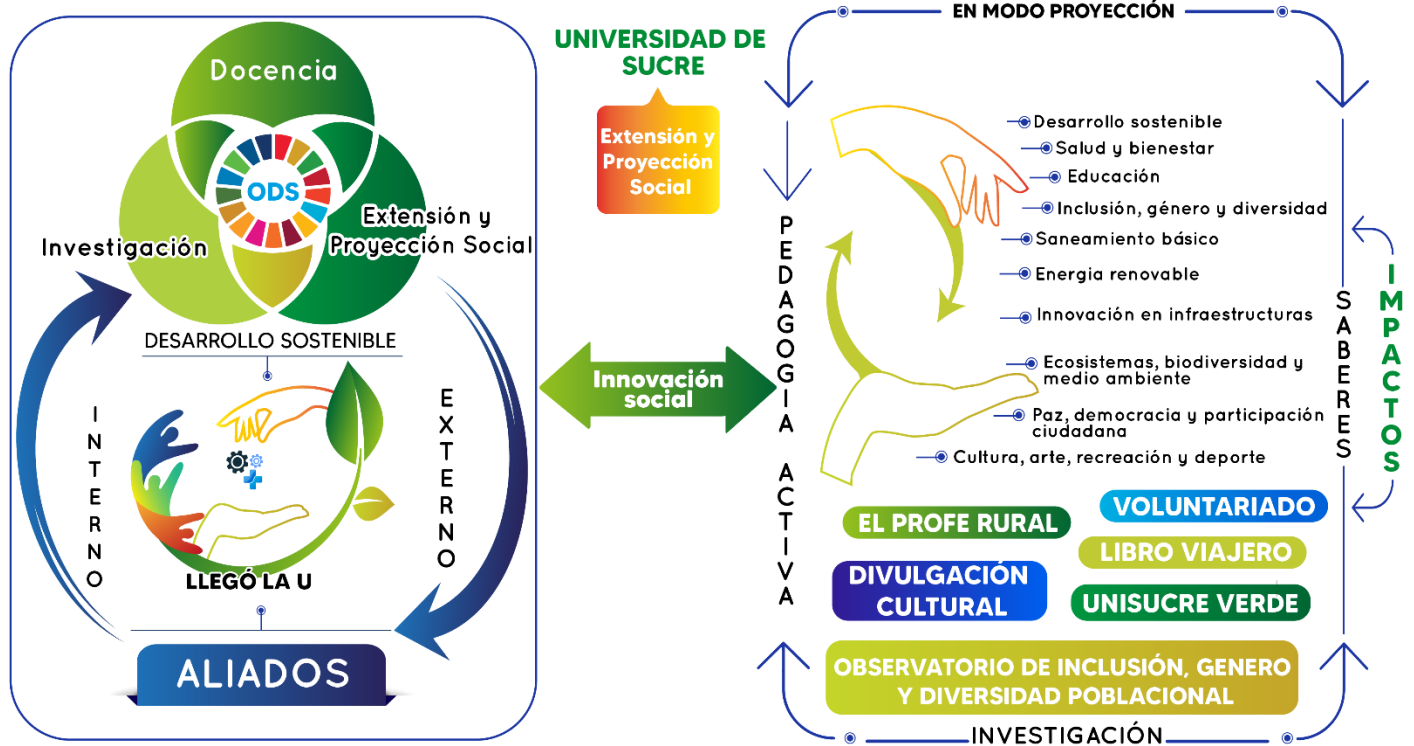 Docencia
ODS
Investigación
Extensión y
Proyección Social
DESARROLLO SOSTENIBLE
INTERNO
EXTERNO
LLEGÓ LA U
ALIADOS
UNIVERSIDAD DE
SUCRE
Extensión y
Proyección
Social
Innovación
social
EN MODO PROYECCIÓN
PEDAGOGIA ACTIVA
Desarrollo sostenible
Salud y bienestar
Educación
Inclusión, género y diversidad
Saneamiento básico
Energia renovable
Innovación en infraestructuras
Ecosistemas, biodiversidad y
medio ambiente
Paz, democracia y participación
ciudadana
Cultura, arte, recreación y deporte
SABERES
IMPACTOS
EL PROFE RURAL
VOLUNTARIADO
LIBRO VIAJERO
DIVULGACIÓN
CULTURAL
UNISUCRE VERDE
OBSERVATORIO DE INCLUSIÓN, GENERO
Y DIVERSIDAD POBLACIONAL
INVESTIGACIÓN